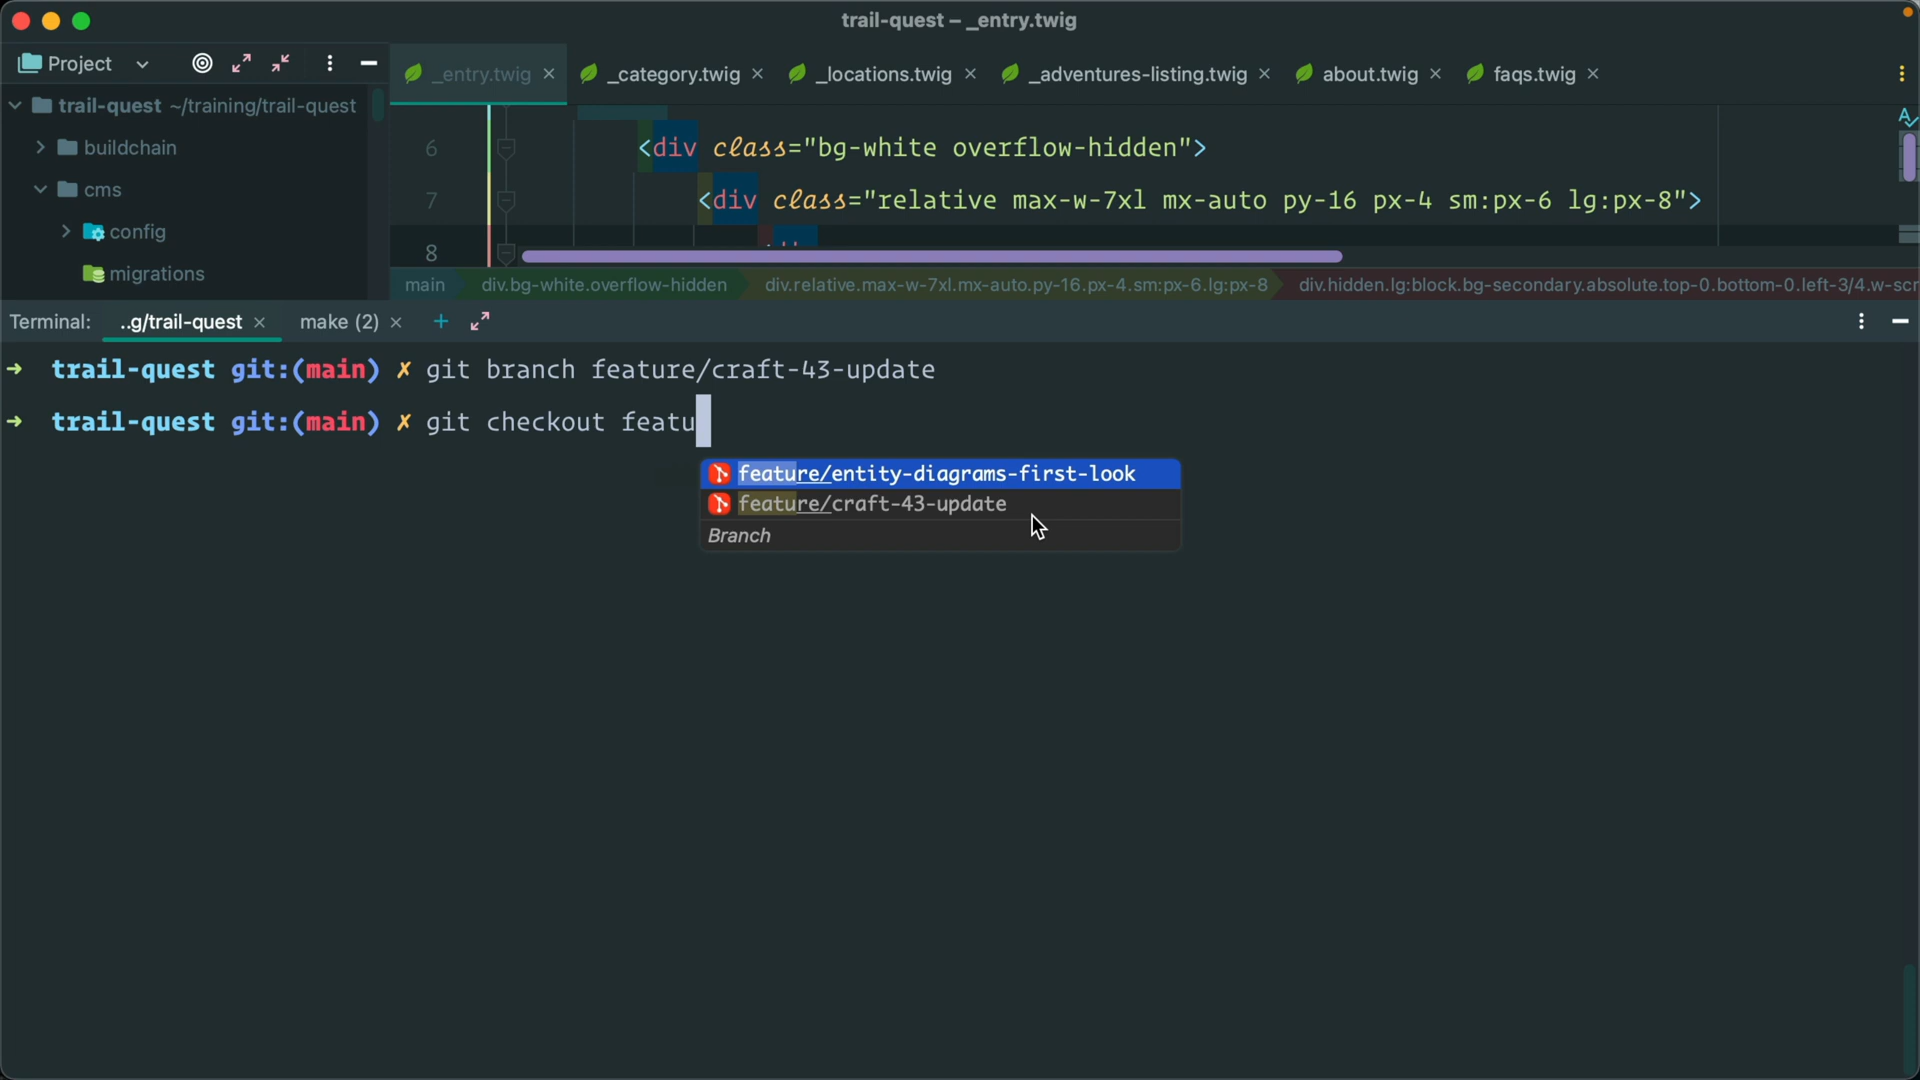 trail-quest – _entry.twig
Project
_entry.twig
_category.twig
_locations.twig
_adventures-listing.twig
about.twig
faqs.twig
trail-quest ~/training/trail-quest
buildchain
cms
config
migrations
6 <div class="bg-white overflow-hidden">
7 <div class="relative max-w-7xl mx-auto py-16 px-4 sm:px-6 lg:px-8">
8
main
div.bg-white.overflow-hidden
div.relative.max-w-7xl.mx-auto.py-16.px-4.sm:px-6.lg:px-8
div.hidden.lg:block.bg-secondary.absolute.top-0.bottom-0.left-3/4.w-scr
Terminal: ..g/trail-quest make (2)
➜ trail-quest git:(main) ✗ git branch feature/craft-43-update
➜ trail-quest git:(main) ✗ git checkout featu
feature/entity-diagrams-first-look
feature/craft-43-update
Branch